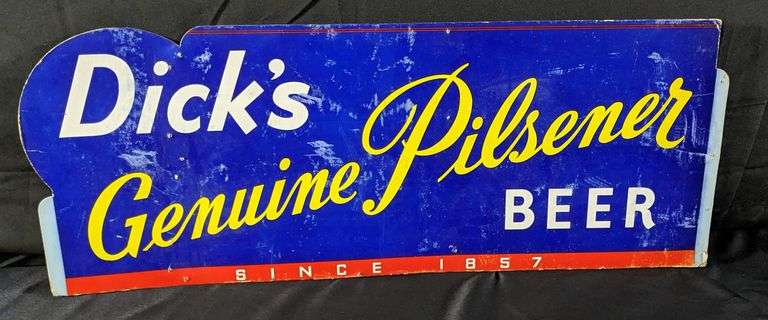 Dick's
Genuine Pilsener
BEER
SINCE 1857